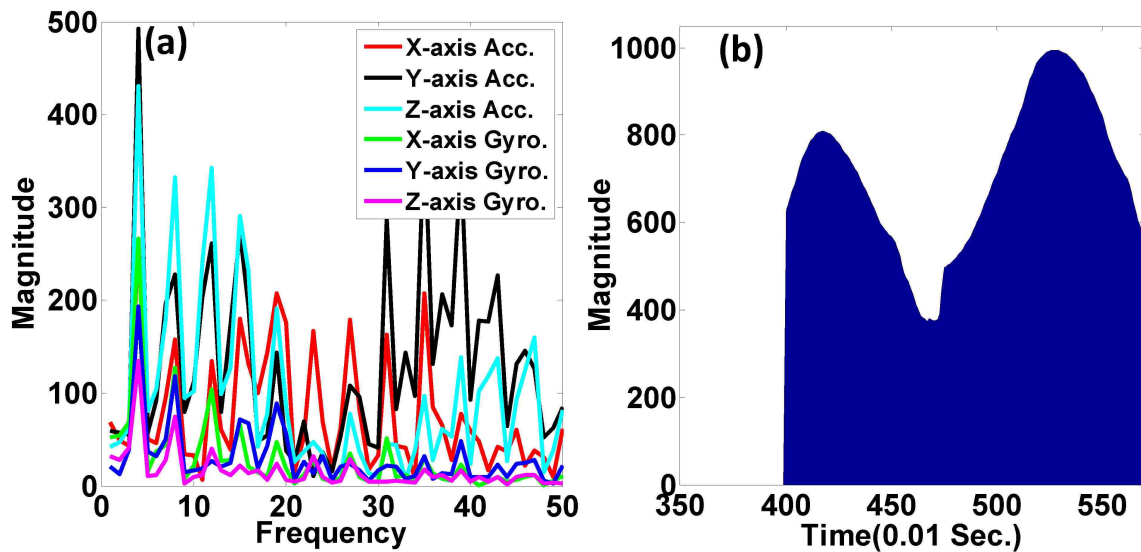 (a)
500
400
300
200
100
0
Magnitude
0 10 20 30 40 50
Frequency
X-axis Acc.
Y-axis Acc.
Z-axis Acc.
X-axis Gyro.
Y-axis Gyro.
Z-axis Gyro.
(b)
1000
800
600
400
200
0
Magnitude
350 400 450 500 550
Time(0.01 Sec.)